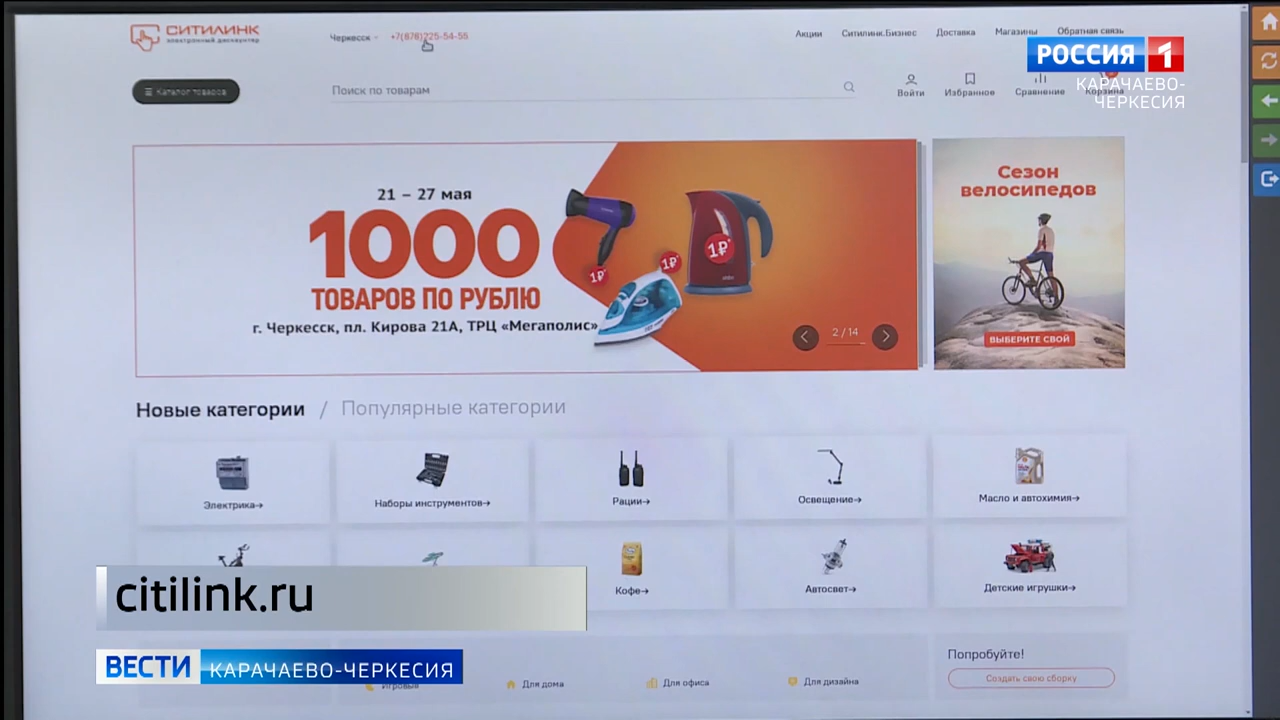 СИТИЛИНК
электронный дискаунтер
Черкесск
+7(878)225-54-55
Акции
Ситилинк.Бизнес
Доставка
Магазины
Обратная связь
РОССИЯ 1
КАРАЧАЕВО-
ЧЕРКЕСИЯ
Каталог товаров
Поиск по товарам
Войти
Избранное
Сравнение
Корзина
21 – 27 мая
1000
ТОВАРОВ ПО РУБЛЮ
г. Черкесск, пл. Кирова 21А, ТРЦ «Мегаполис»
1₽*
1₽*
1₽*
2 / 14
Сезон
велосипедов
ВЫБЕРИТЕ СВОЙ
Новые категории / Популярные категории
Электрика→
Наборы инструментов→
Рации→
Освещение→
Масло и автохимия→
Кофе→
Автосвет→
Детские игрушки→
citilink.ru
ВЕСТИ КАРАЧАЕВО-ЧЕРКЕСИЯ
Игровые
Для дома
Для офиса
Для дизайна
Попробуйте!
Создать свою сборку